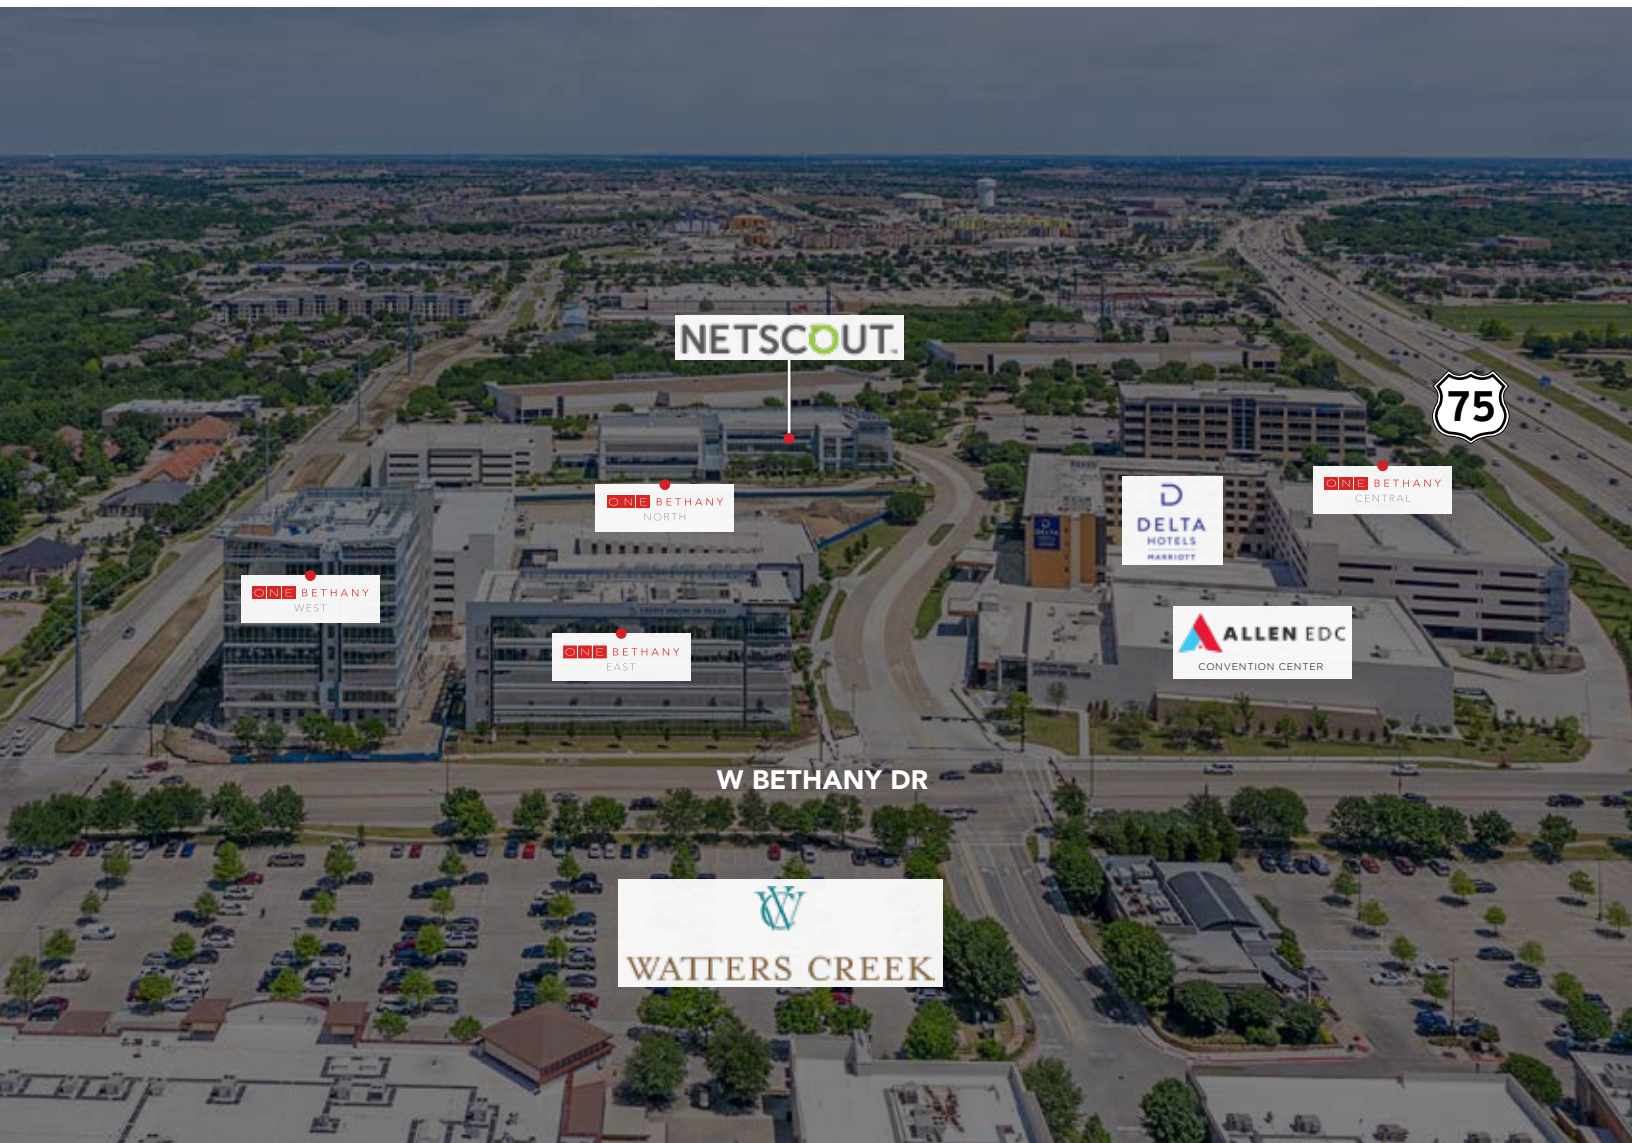 NETSCOUT
75
ONE BETHANY
CENTRAL
ONE BETHANY
NORTH
DELTA
HOTELS
MARRIOTT
DELTA
ONE BETHANY
WEST
ONE BETHANY
EAST
ALLEN EDC
CONVENTION CENTER
W BETHANY DR
WATTERS CREEK